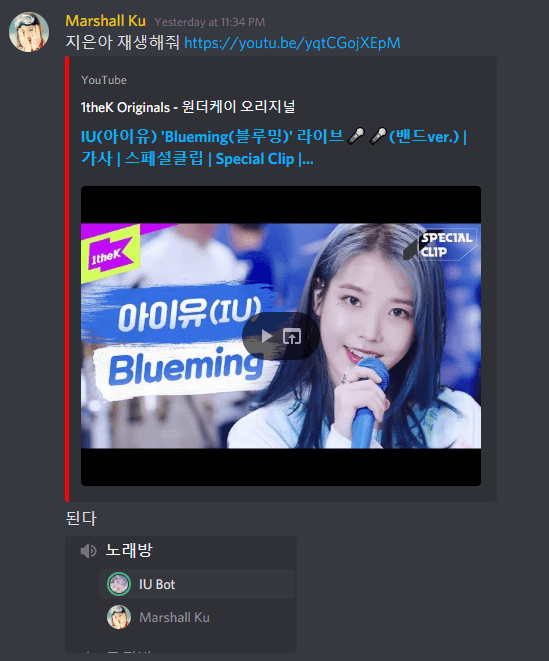 Marshall Ku Yesterday at 11:34 PM
지은아 재생해줘 https://youtu.be/yqtCGojXEpM
YouTube
1theK Originals - 원더케이 오리지널
IU(아이유) 'Blueming(블루밍)' 라이브🎤🎤(밴드ver.) |
가사 | 스페셜클립 | Special Clip |...
1theK
SPECIAL
CLIP
아이유(IU)
Blueming
된다
노래방
IU Bot
Marshall Ku